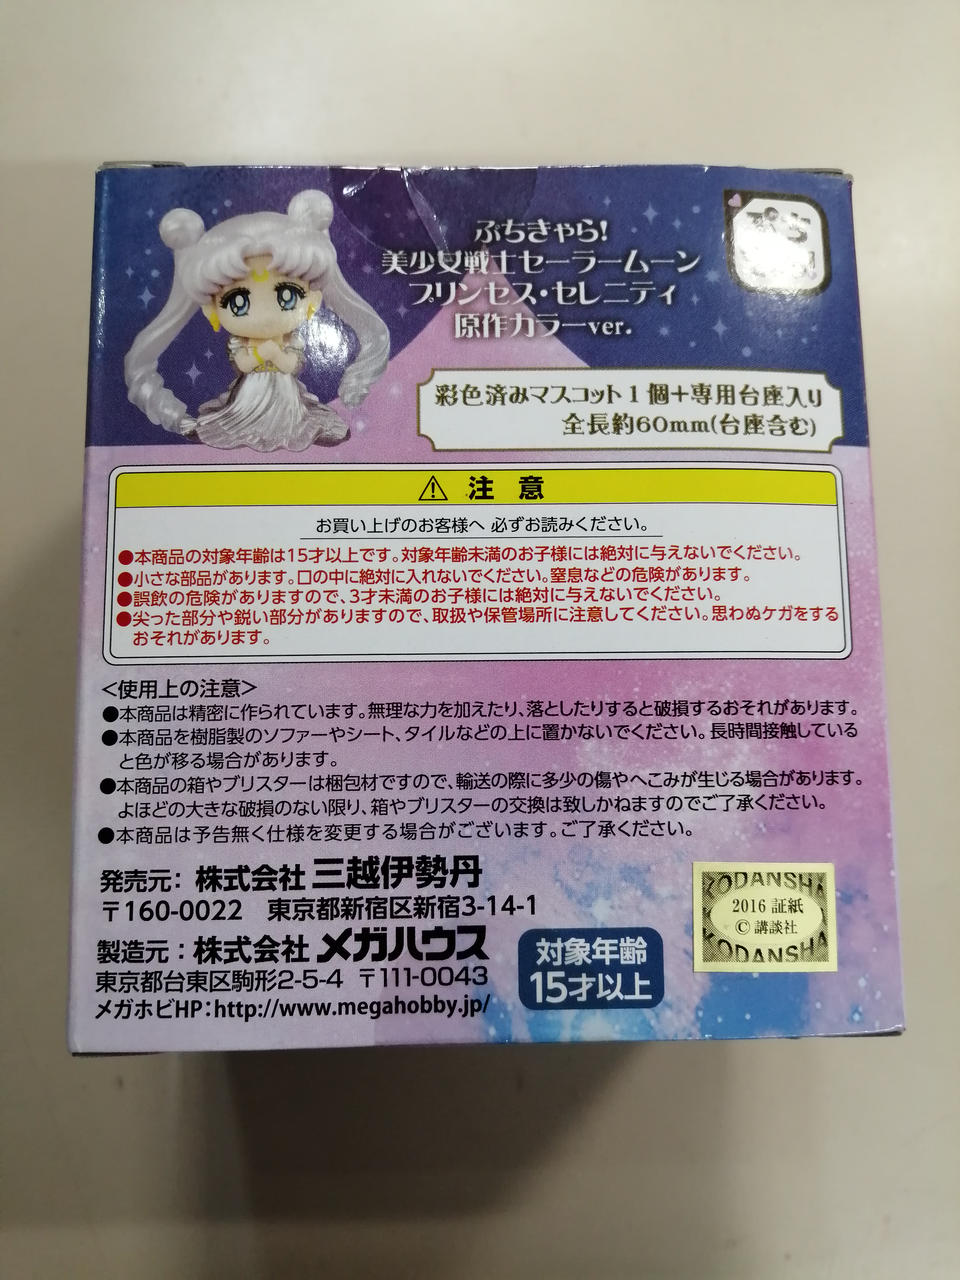 ぷちきゃら!
美少女戦士セーラームーン
プリンセス・セレニティ
原作カラーver.
ぷち
彩色済みマスコット1個+専用台座入り
全長約60mm(台座含む)
⚠ 注 意
お買い上げのお客様へ 必ずお読みください。
●本商品の対象年齢は15才以上です。対象年齢未満のお子様には絶対に与えないでください。
●小さな部品があります。口の中に絶対に入れないでください。窒息などの危険があります。
●誤飲の危険がありますので、3才未満のお子様には絶対に与えないでください。
●尖った部分や鋭い部分がありますので、取扱や保管場所に注意してください。思わぬケガをする
おそれがあります。
<使用上の注意>
●本商品は精密に作られています。無理な力を加えたり、落としたりすると破損するおそれがあります。
●本商品を樹脂製のソファーやシート、タイルなどの上に置かないでください。長時間接触している
と色が移る場合があります。
●本商品の箱やブリスターは梱包材ですので、輸送の際に多少の傷やへこみが生じる場合があります。
よほどの大きな破損のない限り、箱やブリスターの交換は致しかねますのでご了承ください。
●本商品は予告無く仕様を変更する場合がございます。ご了承ください。
発売元: 株式会社 三越伊勢丹
〒160-0022 東京都新宿区新宿3-14-1
製造元: 株式会社 メガハウス
東京都台東区駒形2-5-4 〒111-0043
メガホビHP:http://www.megahobby.jp/
対象年齢
15才以上
KODANSHA
2016 証紙
©講談社
KODANSHA